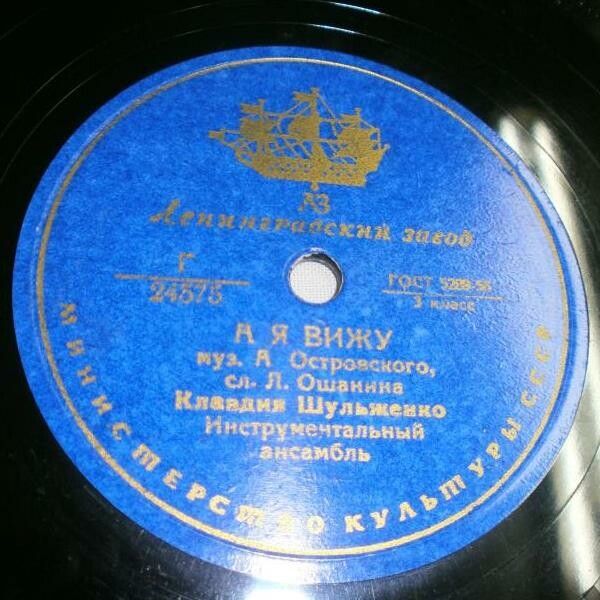 ЛЗ
Ленинградский завод
Г
24575
ГОСТ 5289-56
3 класс
А Я ВИЖУ
муз. А Островского,
сл. Л. Ошанина
Клавдия Шульженко
Инструментальный
ансамбль
МИНИСТЕРСТВО КУЛЬТУРЫ СССР